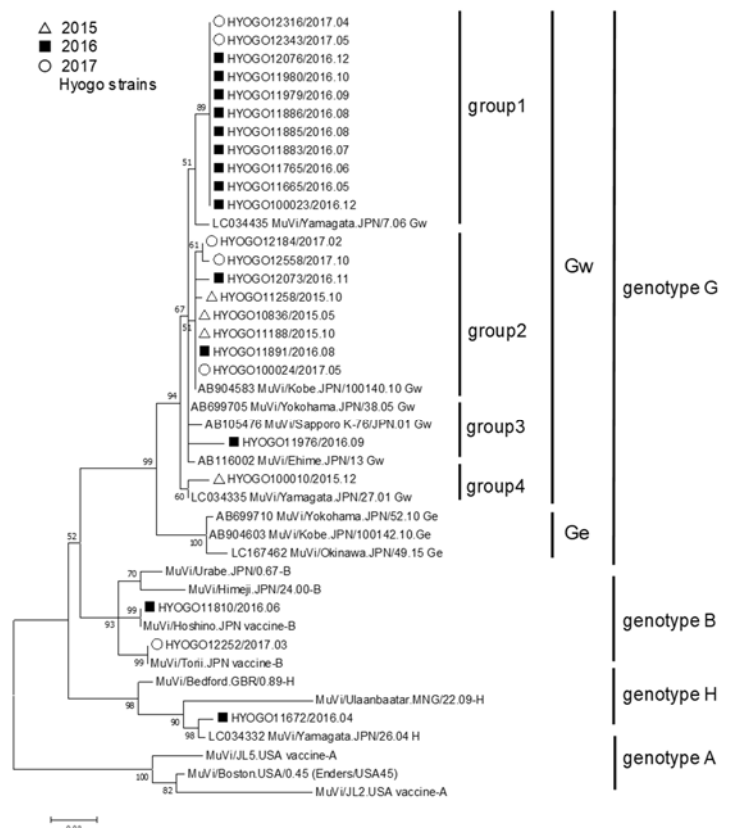 2015
2016
2017
Hyogo strains
HYOGO12316/2017.04
HYOGO12343/2017.05
HYOGO12076/2016.12
HYOGO11980/2016.10
HYOGO11979/2016.09
89
HYOGO11886/2016.08
group1
HYOGO11885/2016.08
HYOGO11883/2016.07
51
HYOGO11765/2016.06
HYOGO11665/2016.05
HYOGO100023/2016.12
LC034435 MuVi/Yamagata.JPN/7.06 Gw
61
HYOGO12184/2017.02
HYOGO12558/2017.10
Gw
HYOGO12073/2016.11
genotype G
HYOGO11258/2015.10
67
HYOGO10836/2015.05
51
HYOGO11188/2015.10
group2
HYOGO11891/2016.08
HYOGO100024/2017.05
AB904583 MuVi/Kobe.JPN/100140.10 Gw
94
AB699705 MuVi/Yokohama.JPN/38.05 Gw
AB105476 MuVi/Sapporo K-76/JPN.01 Gw
group3
HYOGO11976/2016.09
AB116002 MuVi/Ehime.JPN/13 Gw
99
HYOGO100010/2015.12
group4
60
LC034335 MuVi/Yamagata.JPN/27.01 Gw
AB699710 MuVi/Yokohama.JPN/52.10 Ge
AB904603 MuVi/Kobe.JPN/100142.10.Ge
Ge
100
LC167462 MuVi/Okinawa.JPN/49.15 Ge
52
70
MuVi/Urabe.JPN/0.67-B
MuVi/Himeji.JPN/24.00-B
99
HYOGO11810/2016.06
genotype B
93
MuVi/Hoshino.JPN vaccine-B
HYOGO12252/2017.03
99
MuVi/Torii.JPN vaccine-B
MuVi/Bedford.GBR/0.89-H
98
MuVi/Ulaanbaatar.MNG/22.09-H
genotype H
90
HYOGO11672/2016.04
98
LC034332 MuVi/Yamagata.JPN/26.04 H
MuVi/JL5.USA vaccine-A
100
MuVi/Boston.USA/0.45 (Enders/USA45)
genotype A
82
MuVi/JL2.USA vaccine-A